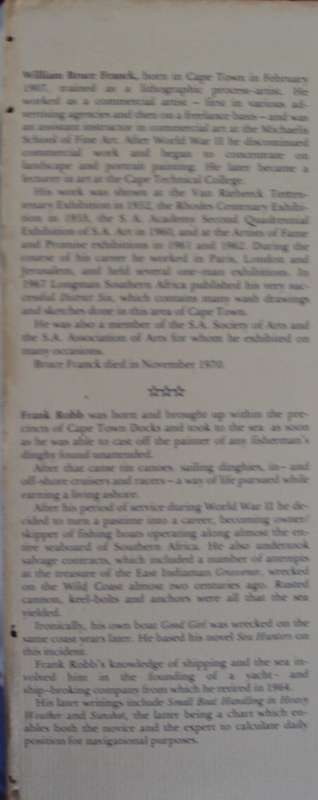 William Bruce Franck, born in Cape Town in February
1907, trained as a lithographic process-artist. He
worked as a commercial artist – first in various ad-
vertising agencies and then on a freelance basis – and was
an assistant instructor in commercial art at the Michaelis
School of Fine Art. After World War II he discontinued
commercial work and began to concentrate on
landscape and portrait painting. He later became a
lecturer in art at the Cape Technical College.
His work was shown at the Van Riebeeck Tercen-
tenary Exhibition in 1952, the Rhodes Centenary Exhibi-
tion in 1953, the S.A. Academy Second Quadrennial
Exhibition of S.A. Art in 1960, and at the Artists of Fame
and Promise exhibitions in 1961 and 1962. During the
course of his career he worked in Paris, London and
Jerusalem, and held several one-man exhibitions. In
1967 Longman Southern Africa published his very suc-
cessful District Six, which contains many wash drawings
and sketches done in this area of Cape Town.
He was also a member of the S.A. Society of Arts and
the S.A. Association of Arts for whom he exhibited on
many occasions.
Bruce Franck died in November 1970.
☆☆☆
Frank Robb was born and brought up within the pre-
cincts of Cape Town Docks and took to the sea as soon
as he was able to cast off the painter of any fisherman's
dinghy found unattended.
After that came tin canoes, sailing dinghies, in– and
off–shore cruisers and racers – a way of life pursued while
earning a living ashore.
After his period of service during World War II he de-
cided to turn a pastime into a career, becoming owner/
skipper of fishing boats operating along almost the en-
tire seaboard of Southern Africa. He also undertook
salvage contracts, which included a number of attempts
at the treasure of the East Indiaman, Grosvenor, wrecked
on the Wild Coast almost two centuries ago. Rusted
cannon, keel-bolts and anchors were all that the sea
yielded.
Ironically, his own boat Good Girl was wrecked on the
same coast years later. He based his novel Sea Hunters on
this incident.
Frank Robb's knowledge of shipping and the sea in-
volved him in the founding of a yacht– and
ship–broking company from which he retired in 1964.
His later writings include Small Boat Handling in Heavy
Weather and Sunshot, the latter being a chart which en-
ables both the novice and the expert to calculate daily
position for navigational purposes.